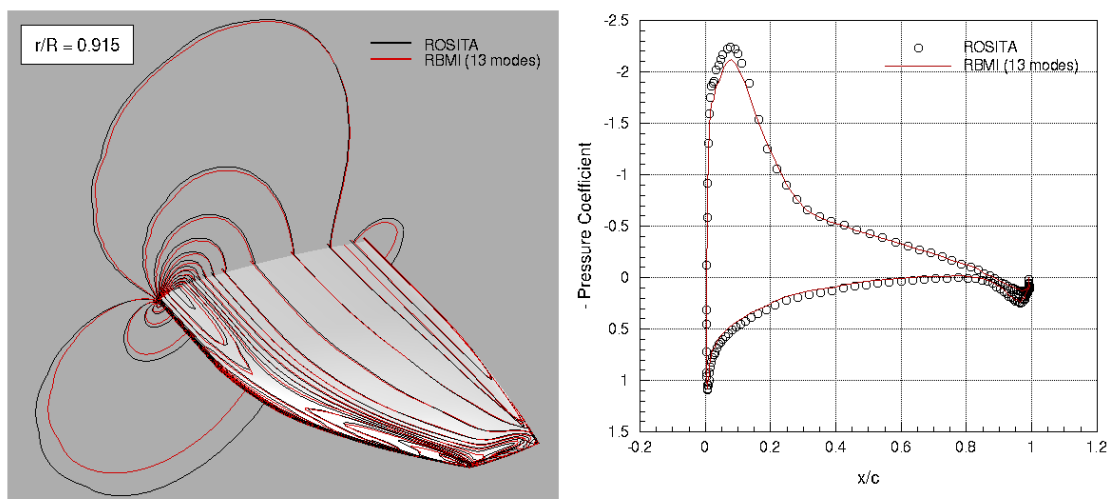 r/R = 0.915
ROSITA
RBMI (13 modes)
ROSITA
RBMI (13 modes)
-2.5
-2
-1.5
-1
-0.5
0
0.5
1
1.5
- Pressure Coefficient
-0.2
0
0.2
0.4
0.6
0.8
1
1.2
x/c